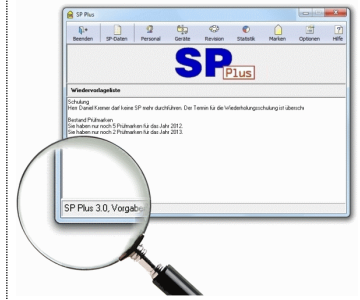 SP Plus
Beenden SP-Daten Personal Geräte Revision Statistik Marken Optionen Hilfe
SP Plus
Wiedervorlageliste
Schulung
Herr Daniel Kremer darf keine SP mehr durchführen. Der Termin für die Wiederholungsschulung ist überschr
Bestand Prüfmarken
Sie haben nur noch 5 Prüfmarken für das Jahr 2012.
Sie haben nur noch 2 Prüfmarken für das Jahr 2013.
SP Plus 3.0, Vorgabe